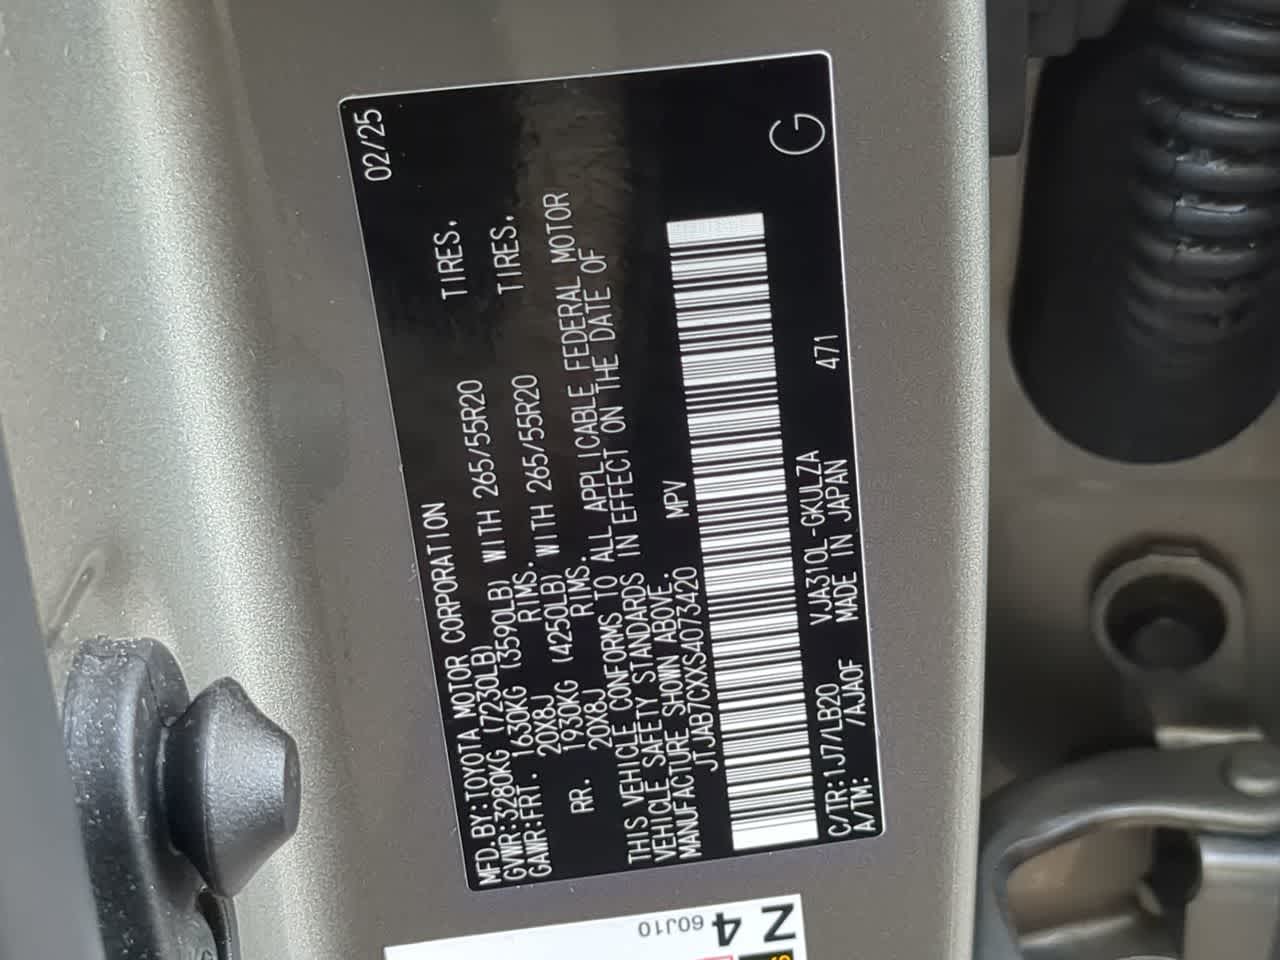 MFD.BY:TOYOTA MOTOR CORPORATION 02/25
GVWR:3280KG (7230LB)
GAWR:FRT. 1630KG (3590LB) WITH 265/55R20 TIRES.
20X8J RIMS.
RR. 1930KG (4250LB) WITH 265/55R20 TIRES.
20X8J RIMS.
THIS VEHICLE CONFORMS TO ALL APPLICABLE FEDERAL MOTOR
VEHICLE SAFETY STANDARDS IN EFFECT ON THE DATE OF
MANUFACTURE SHOWN ABOVE.
JTJAB7CXXS4073420 MPV
G
C/TR:1J7/LB20 VJA310L-GKULZA 471
A/TM: /AJA0F MADE IN JAPAN
Z 4
60J10